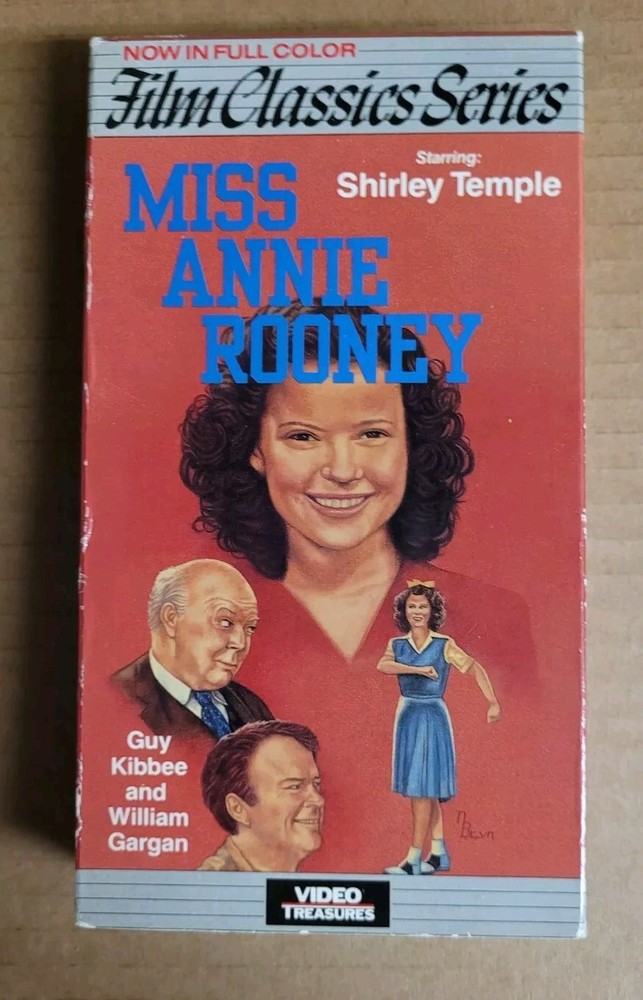 NOW IN FULL COLOR
Film Classics Series
Starring:
Shirley Temple
MISS
ANNIE
ROONEY
Guy
Kibbee
and
William
Gargan
VIDEO
TREASURES